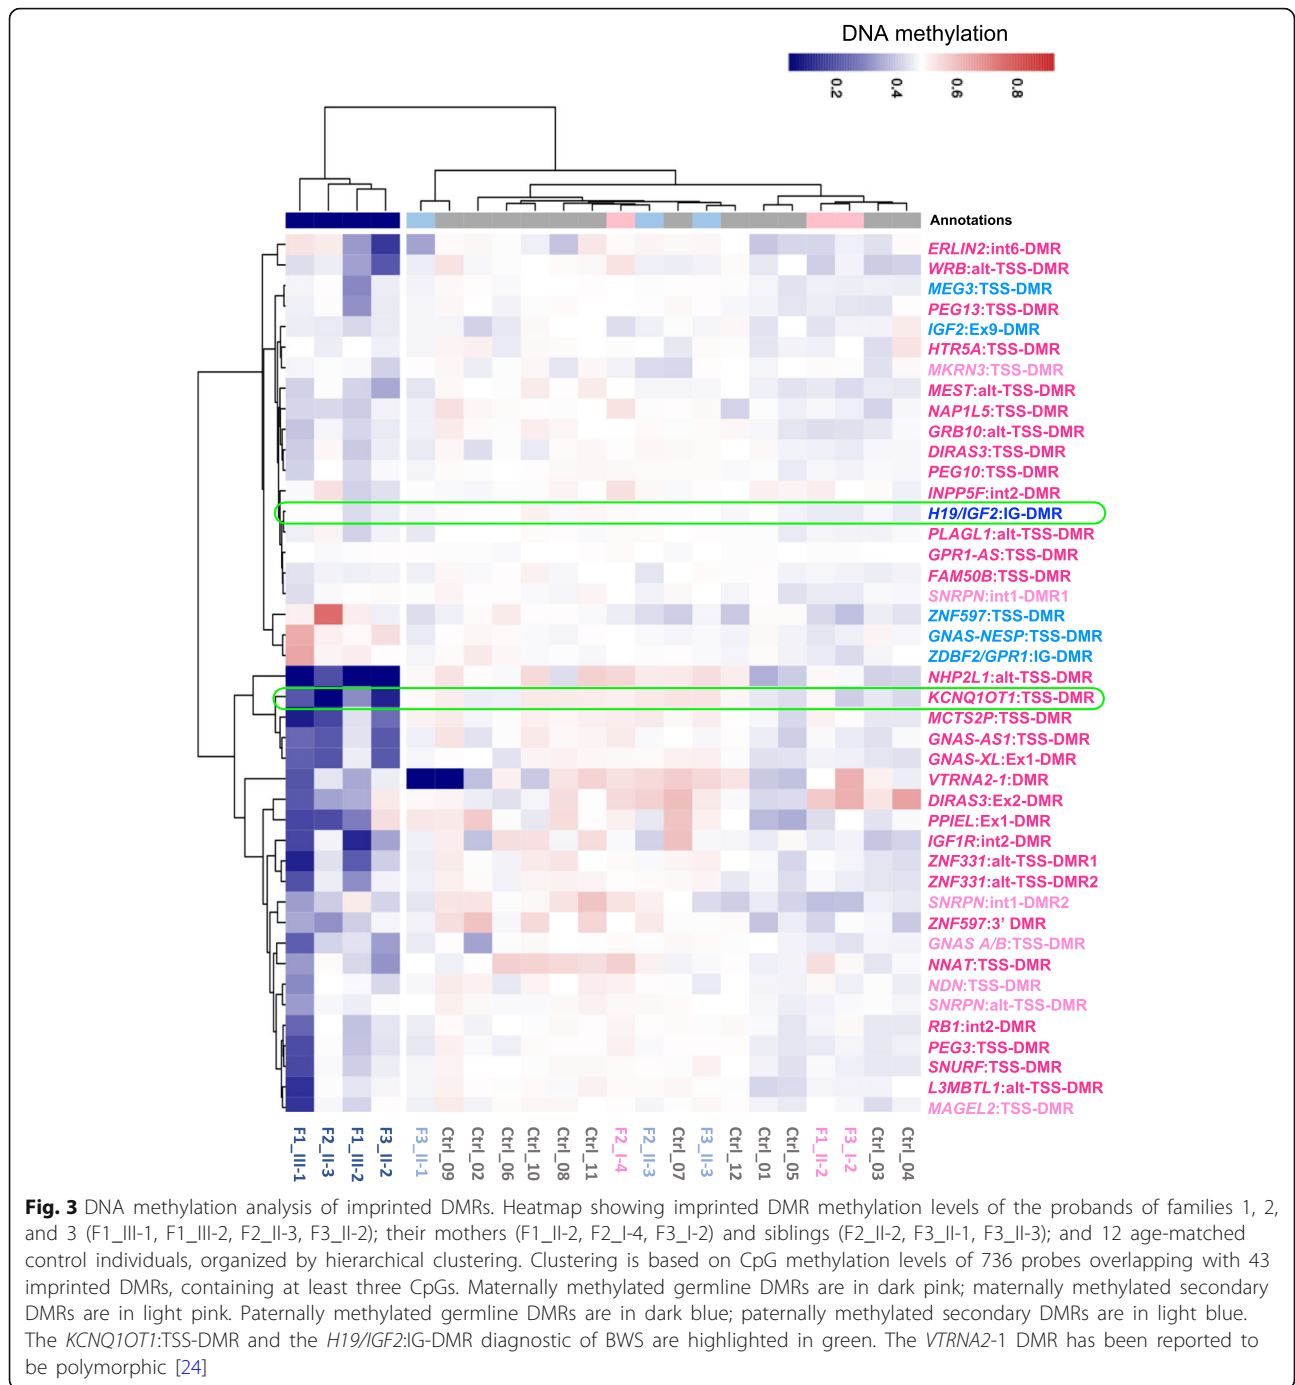 DNA methylation
0.2
0.4
0.6
0.8
Annotations
ERLIN2:int6-DMR
WRB:alt-TSS-DMR
MEG3:TSS-DMR
PEG13:TSS-DMR
IGF2:Ex9-DMR
HTR5A:TSS-DMR
MKRN3:TSS-DMR
MEST:alt-TSS-DMR
NAP1L5:TSS-DMR
GRB10:alt-TSS-DMR
DIRAS3:TSS-DMR
PEG10:TSS-DMR
INPP5F:int2-DMR
H19/IGF2:IG-DMR
PLAGL1:alt-TSS-DMR
GPR1-AS:TSS-DMR
FAM50B:TSS-DMR
SNRPN:int1-DMR1
ZNF597:TSS-DMR
GNAS-NESP:TSS-DMR
ZDBF2/GPR1:IG-DMR
NHP2L1:alt-TSS-DMR
KCNQ1OT1:TSS-DMR
MCTS2P:TSS-DMR
GNAS-AS1:TSS-DMR
GNAS-XL:Ex1-DMR
VTRNA2-1:DMR
DIRAS3:Ex2-DMR
PPIEL:Ex1-DMR
IGF1R:int2-DMR
ZNF331:alt-TSS-DMR1
ZNF331:alt-TSS-DMR2
SNRPN:int1-DMR2
ZNF597:3' DMR
GNAS A/B:TSS-DMR
NNAT:TSS-DMR
NDN:TSS-DMR
SNRPN:alt-TSS-DMR
RB1:int2-DMR
PEG3:TSS-DMR
SNURF:TSS-DMR
L3MBTL1:alt-TSS-DMR
MAGEL2:TSS-DMR
F1_III-1
F2_II-3
F1_III-2
F3_II-2
F3_II-1
Ctrl_09
Ctrl_02
Ctrl_06
Ctrl_10
Ctrl_08
Ctrl_11
F2_I-4
F2_II-3
Ctrl_07
F3_II-3
Ctrl_12
Ctrl_01
Ctrl_05
F1_II-2
F3_I-2
Ctrl_03
Ctrl_04
Fig. 3 DNA methylation analysis of imprinted DMRs. Heatmap showing imprinted DMR methylation levels of the probands of families 1, 2,
and 3 (F1_III-1, F1_III-2, F2_II-3, F3_II-2); their mothers (F1_II-2, F2_I-4, F3_I-2) and siblings (F2_II-2, F3_II-1, F3_II-3); and 12 age-matched
control individuals, organized by hierarchical clustering. Clustering is based on CpG methylation levels of 736 probes overlapping with 43
imprinted DMRs, containing at least three CpGs. Maternally methylated germline DMRs are in dark pink; maternally methylated secondary
DMRs are in light pink. Paternally methylated germline DMRs are in dark blue; paternally methylated secondary DMRs are in light blue.
The KCNQ1OT1:TSS-DMR and the H19/IGF2:IG-DMR diagnostic of BWS are highlighted in green. The VTRNA2-1 DMR has been reported to
be polymorphic [24]